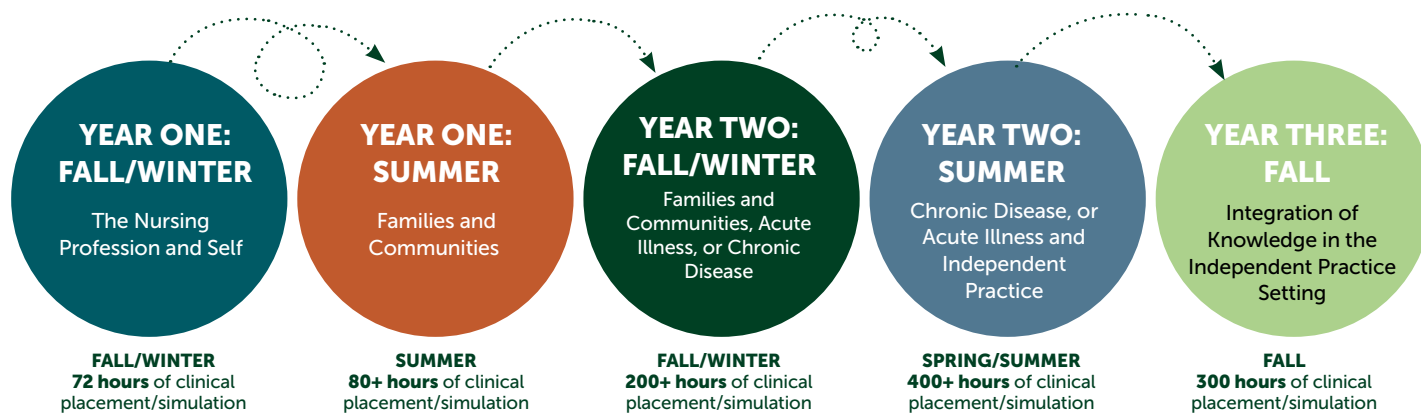 YEAR ONE:
FALL/WINTER
The Nursing
Profession and Self
FALL/WINTER
72 hours of clinical
placement/simulation
YEAR ONE:
SUMMER
Families and
Communities
SUMMER
80+ hours of clinical
placement/simulation
YEAR TWO:
FALL/WINTER
Families and
Communities, Acute
Illness, or Chronic
Disease
FALL/WINTER
200+ hours of clinical
placement/simulation
YEAR TWO:
SUMMER
Chronic Disease, or
Acute Illness and
Independent
Practice
SPRING/SUMMER
400+ hours of clinical
placement/simulation
YEAR THREE:
FALL
Integration of
Knowledge in the
Independent Practice
Setting
FALL
300 hours of clinical
placement/simulation